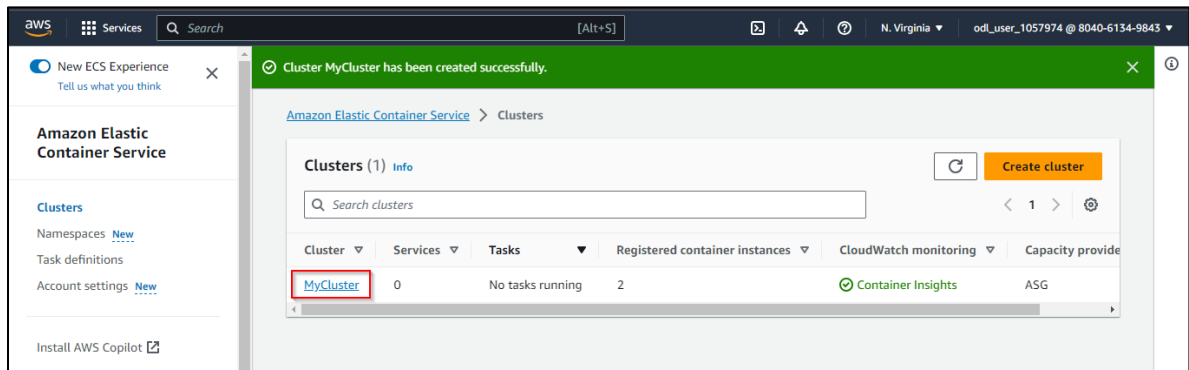 aws Services Search [Alt+S] N. Virginia ▼ odl_user_1057974 @ 8040-6134-9843 ▼
New ECS Experience
Tell us what you think
Amazon Elastic
Container Service
Clusters
Namespaces New
Task definitions
Account settings New
Install AWS Copilot
Cluster MyCluster has been created successfully.
Amazon Elastic Container Service > Clusters
Clusters (1) Info
Create cluster
Search clusters
< 1 >
Cluster Services Tasks Registered container instances CloudWatch monitoring Capacity provide
MyCluster 0 No tasks running 2 Container Insights ASG